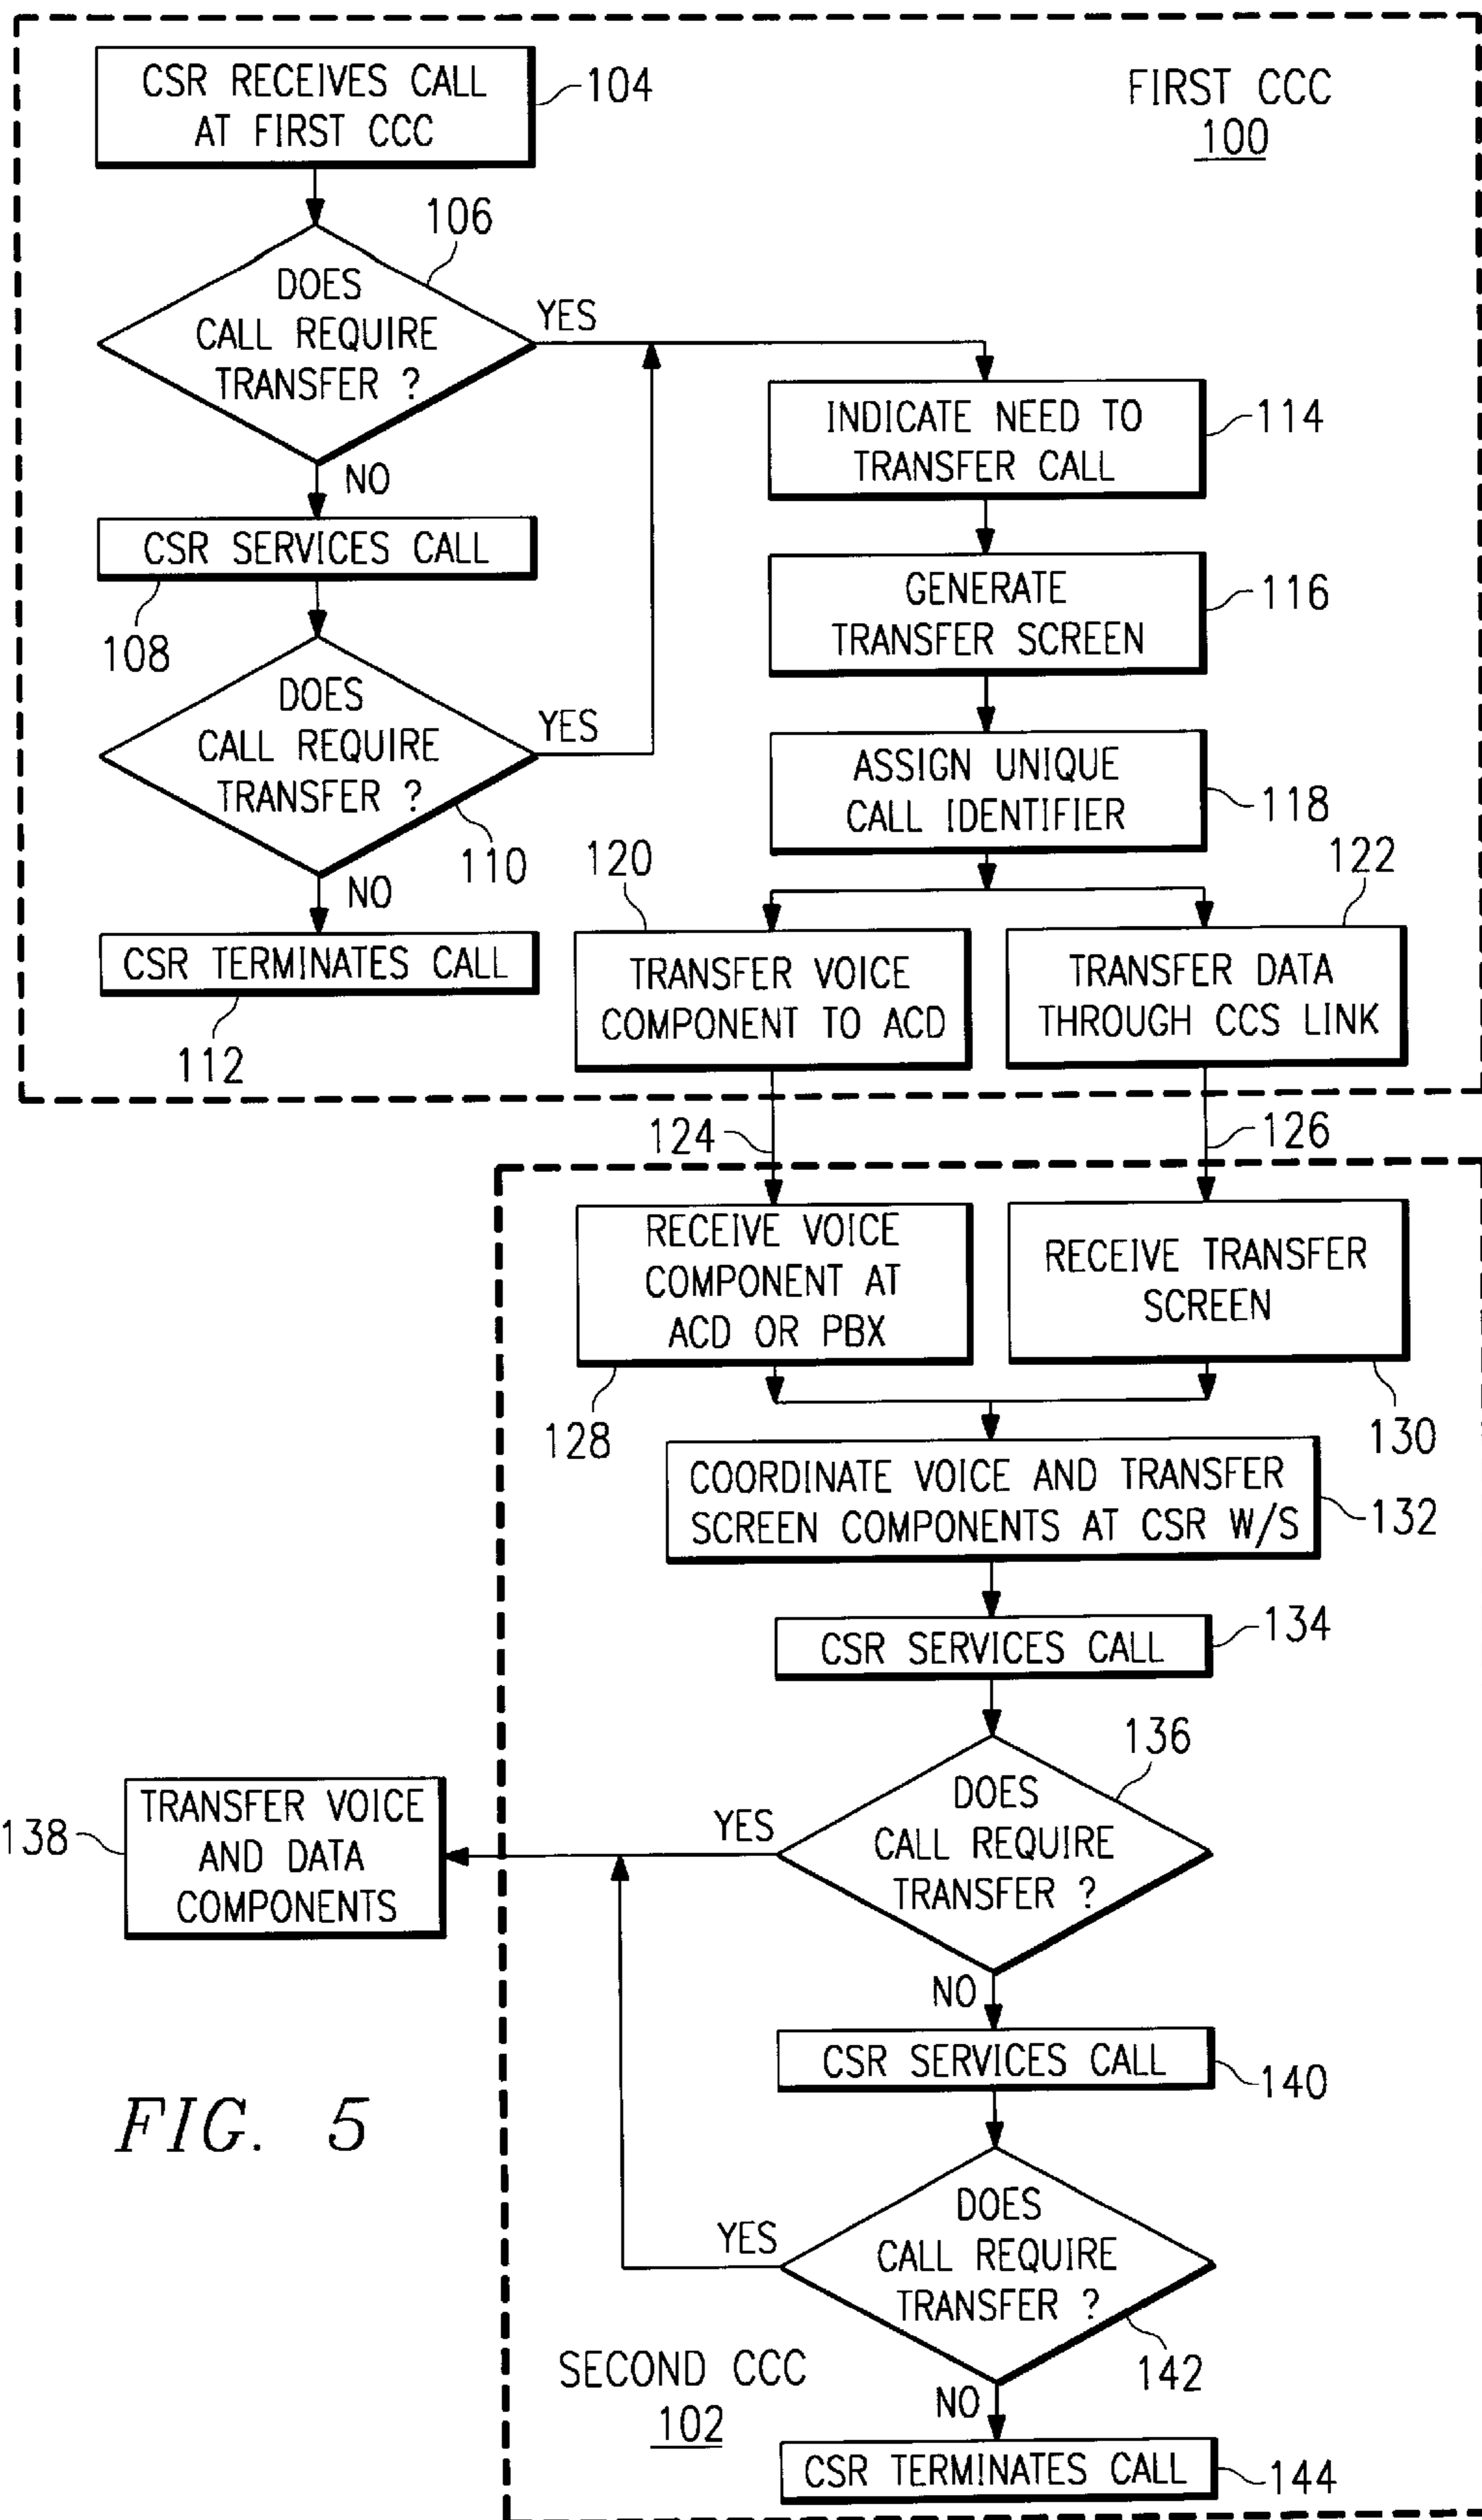 CSR RECEIVES CALL
AT FIRST CCC
104
FIRST CCC
100
106
DOES
CALL REQUIRE
TRANSFER ?
YES
NO
INDICATE NEED TO
TRANSFER CALL
114
CSR SERVICES CALL
108
GENERATE
TRANSFER SCREEN
116
DOES
CALL REQUIRE
TRANSFER ?
YES
110
NO
ASSIGN UNIQUE
CALL IDENTIFIER
118
CSR TERMINATES CALL
112
120
TRANSFER VOICE
COMPONENT TO ACD
122
TRANSFER DATA
THROUGH CCS LINK
124
126
RECEIVE VOICE
COMPONENT AT
ACD OR PBX
128
RECEIVE TRANSFER
SCREEN
130
COORDINATE VOICE AND TRANSFER
SCREEN COMPONENTS AT CSR W/S
132
CSR SERVICES CALL
134
136
DOES
CALL REQUIRE
TRANSFER ?
YES
138
TRANSFER VOICE
AND DATA
COMPONENTS
NO
CSR SERVICES CALL
140
FIG. 5
DOES
CALL REQUIRE
TRANSFER ?
YES
142
SECOND CCC
102
NO
CSR TERMINATES CALL
144